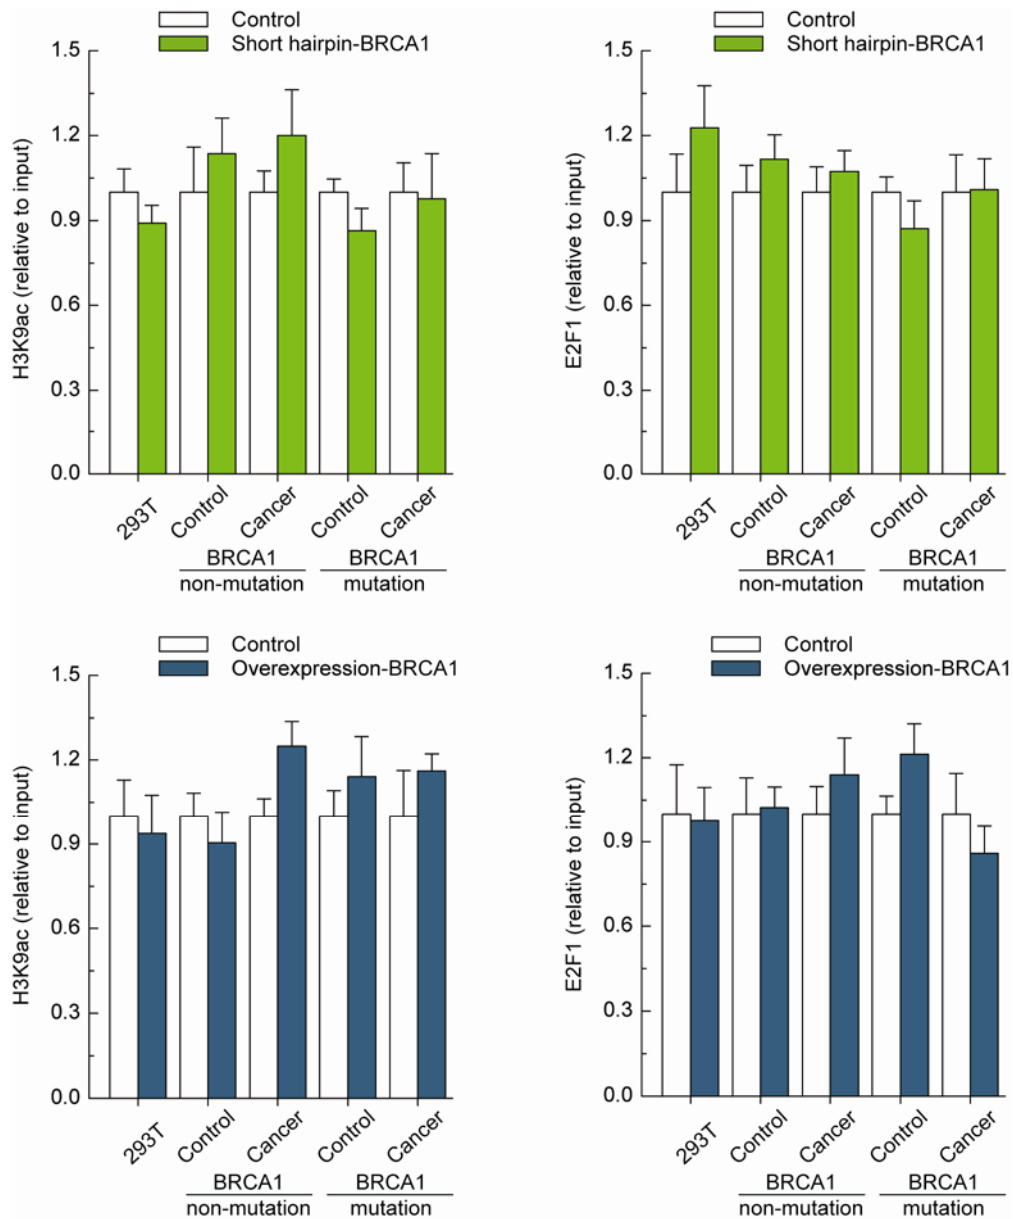 Control
Short hairpin-BRCA1
H3K9ac (relative to input)
1.5
1.2
0.9
0.6
0.3
0.0
293T
Control
Cancer
Control
Cancer
BRCA1
non-mutation
BRCA1
mutation
Control
Short hairpin-BRCA1
E2F1 (relative to input)
1.5
1.2
0.9
0.6
0.3
0.0
293T
Control
Cancer
Control
Cancer
BRCA1
non-mutation
BRCA1
mutation
Control
Overexpression-BRCA1
H3K9ac (relative to input)
1.5
1.2
0.9
0.6
0.3
0.0
293T
Control
Cancer
Control
Cancer
BRCA1
non-mutation
BRCA1
mutation
Control
Overexpression-BRCA1
E2F1 (relative to input)
1.5
1.2
0.9
0.6
0.3
0.0
293T
Control
Cancer
Control
Cancer
BRCA1
non-mutation
BRCA1
mutation